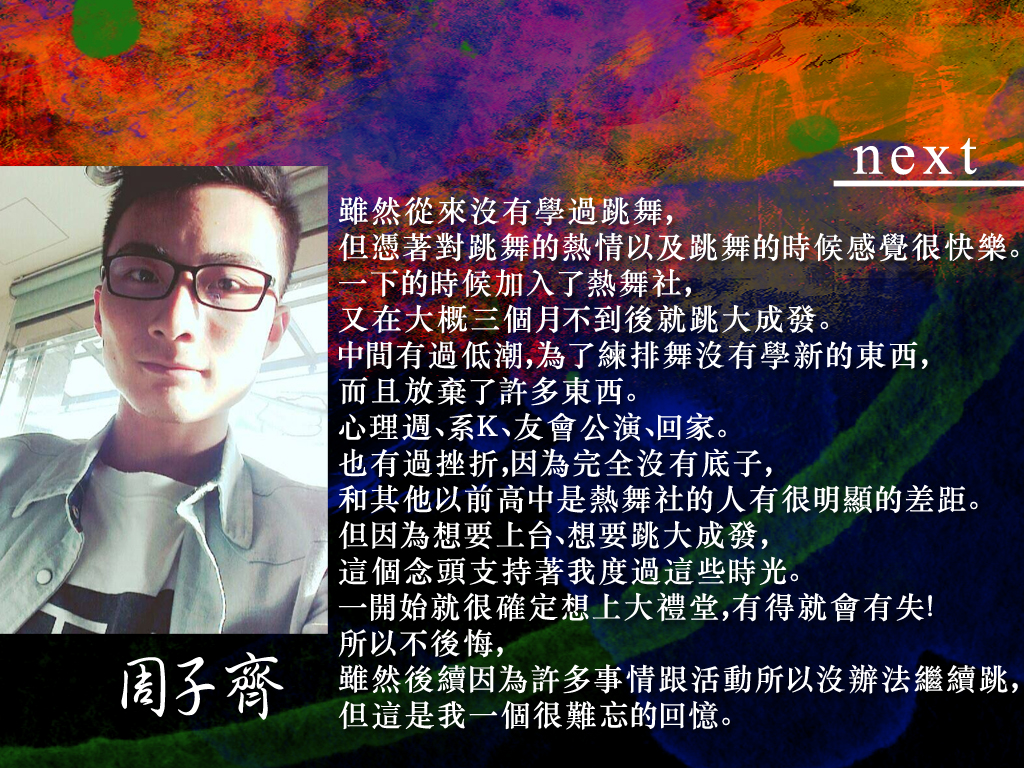 next
雖然從來沒有學過跳舞,
但憑著對跳舞的熱情以及跳舞的時候感覺很快樂。
一下的時候加入了熱舞社,
又在大概三個月不到後就跳大成發。
中間有過低潮,為了練排舞沒有學新的東西,
而且放棄了許多東西。
心理週、系K、友會公演、回家。
也有過挫折,因為完全沒有底子,
和其他以前高中是熱舞社的人有很明顯的差距。
但因為想要上台、想要跳大成發,
這個念頭支持著我度過這些時光。
一開始就很確定想上大禮堂,有得就會有失!
所以不後悔,
雖然後續因為許多事情跟活動所以沒辦法繼續跳,
但這是我一個很難忘的回憶。
周子齊